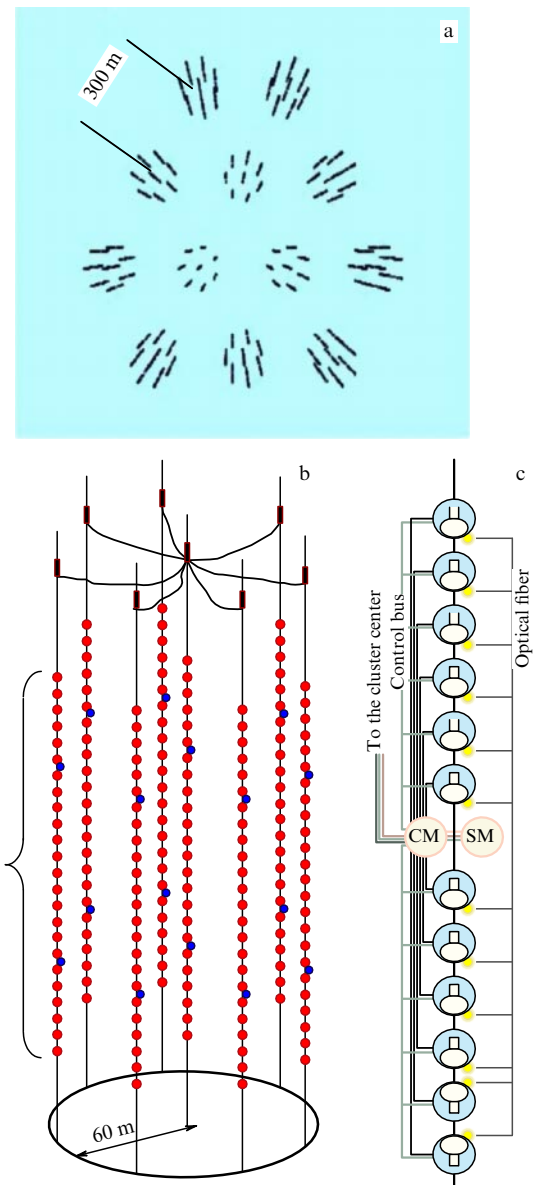 a
300 m
b
c
To the cluster center
Control bus
Optical fiber
CM
SM
60 m